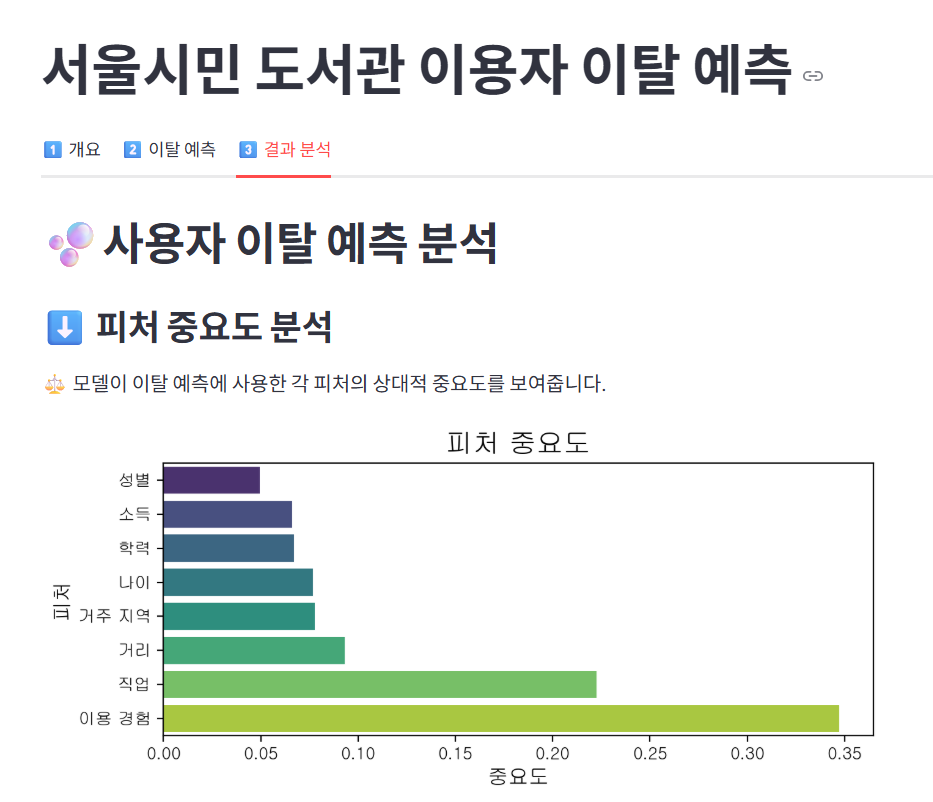 서울시민 도서관 이용자 이탈 예측
1 개요 2 이탈 예측 3 결과 분석
사용자 이탈 예측 분석
피처 중요도 분석
모델이 이탈 예측에 사용한 각 피처의 상대적 중요도를 보여줍니다.
피처 중요도
성별
소득
학력
나이
거주 지역
거리
직업
이용 경험
피처
0.00 0.05 0.10 0.15 0.20 0.25 0.30 0.35
중요도